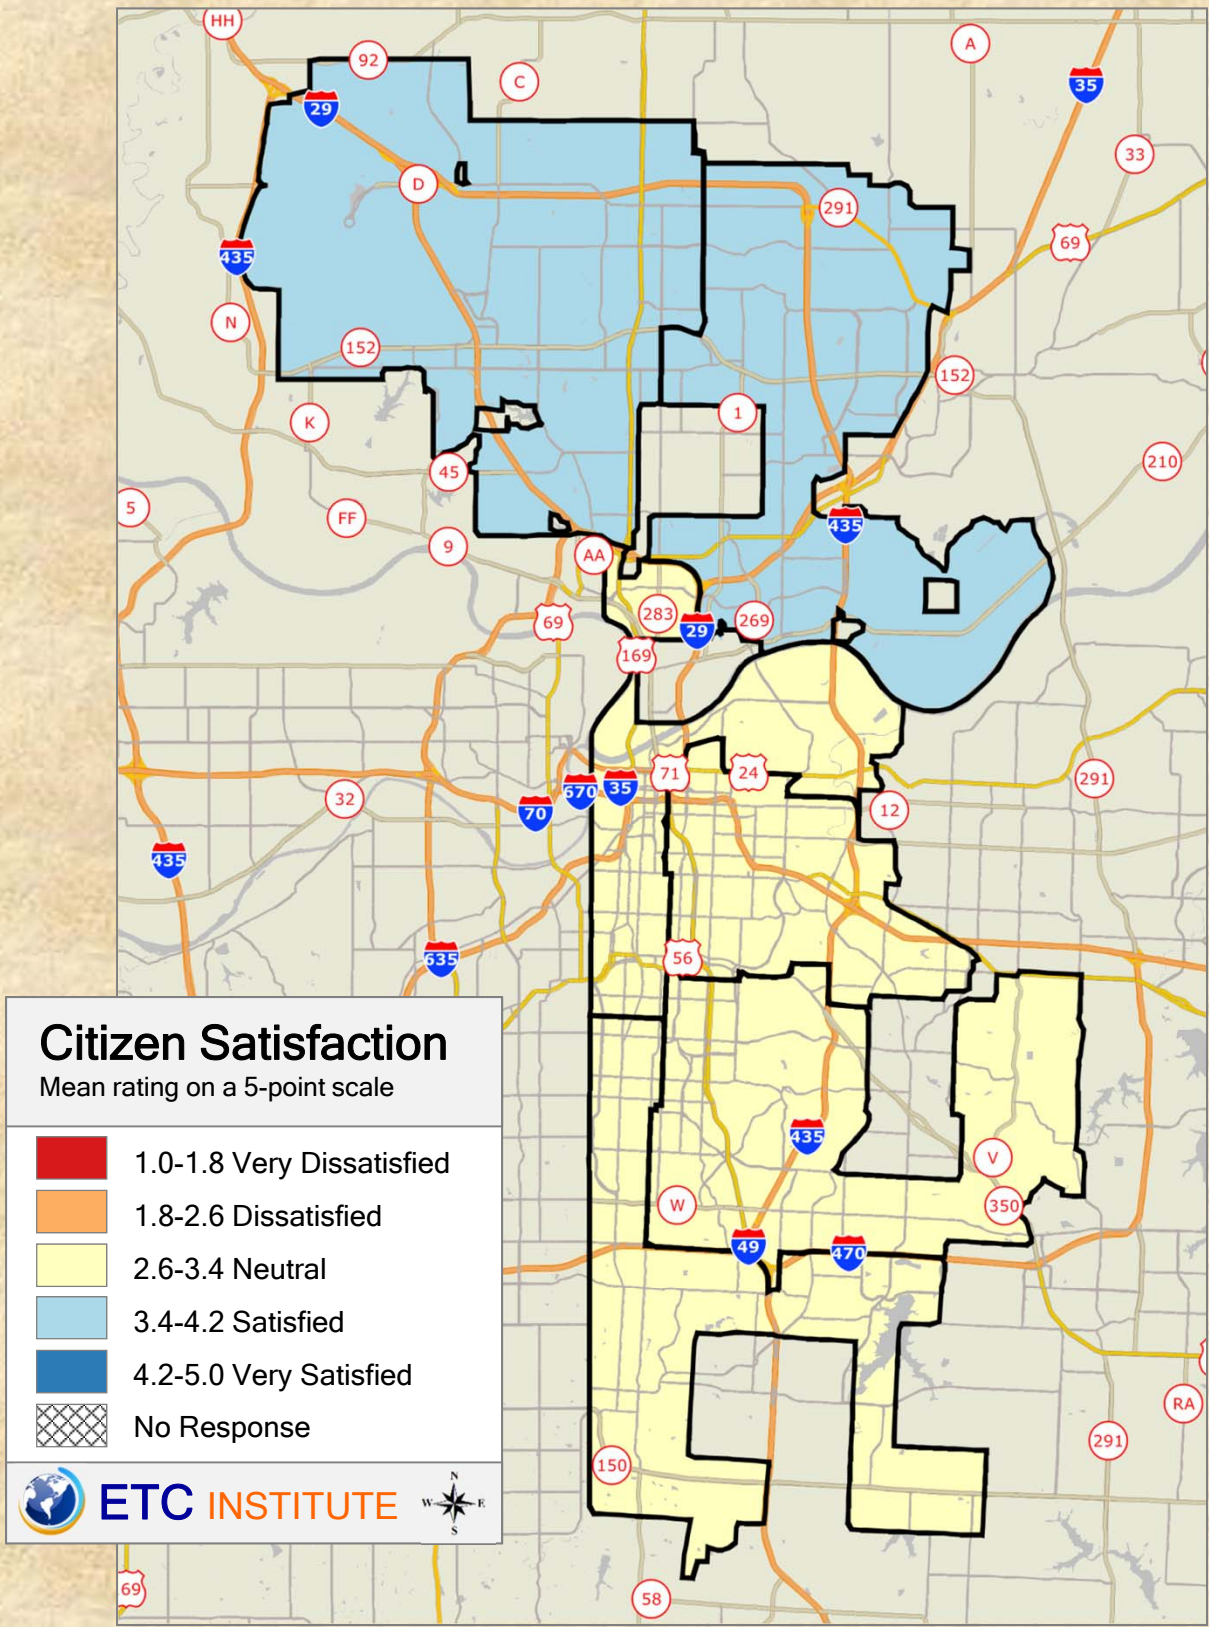 HH
92
A
C
29
35
33
D
291
69
435
N
152
152
1
K
45
210
5
FF
435
9
AA
283
69
29
269
169
71
24
291
670
35
32
70
12
435
56
635
Citizen Satisfaction
Mean rating on a 5-point scale
1.0-1.8 Very Dissatisfied
1.8-2.6 Dissatisfied
2.6-3.4 Neutral
3.4-4.2 Satisfied
4.2-5.0 Very Satisfied
No Response
ETC INSTITUTE
N
W E
S
435
V
W
350
49
470
RA
291
150
69
58